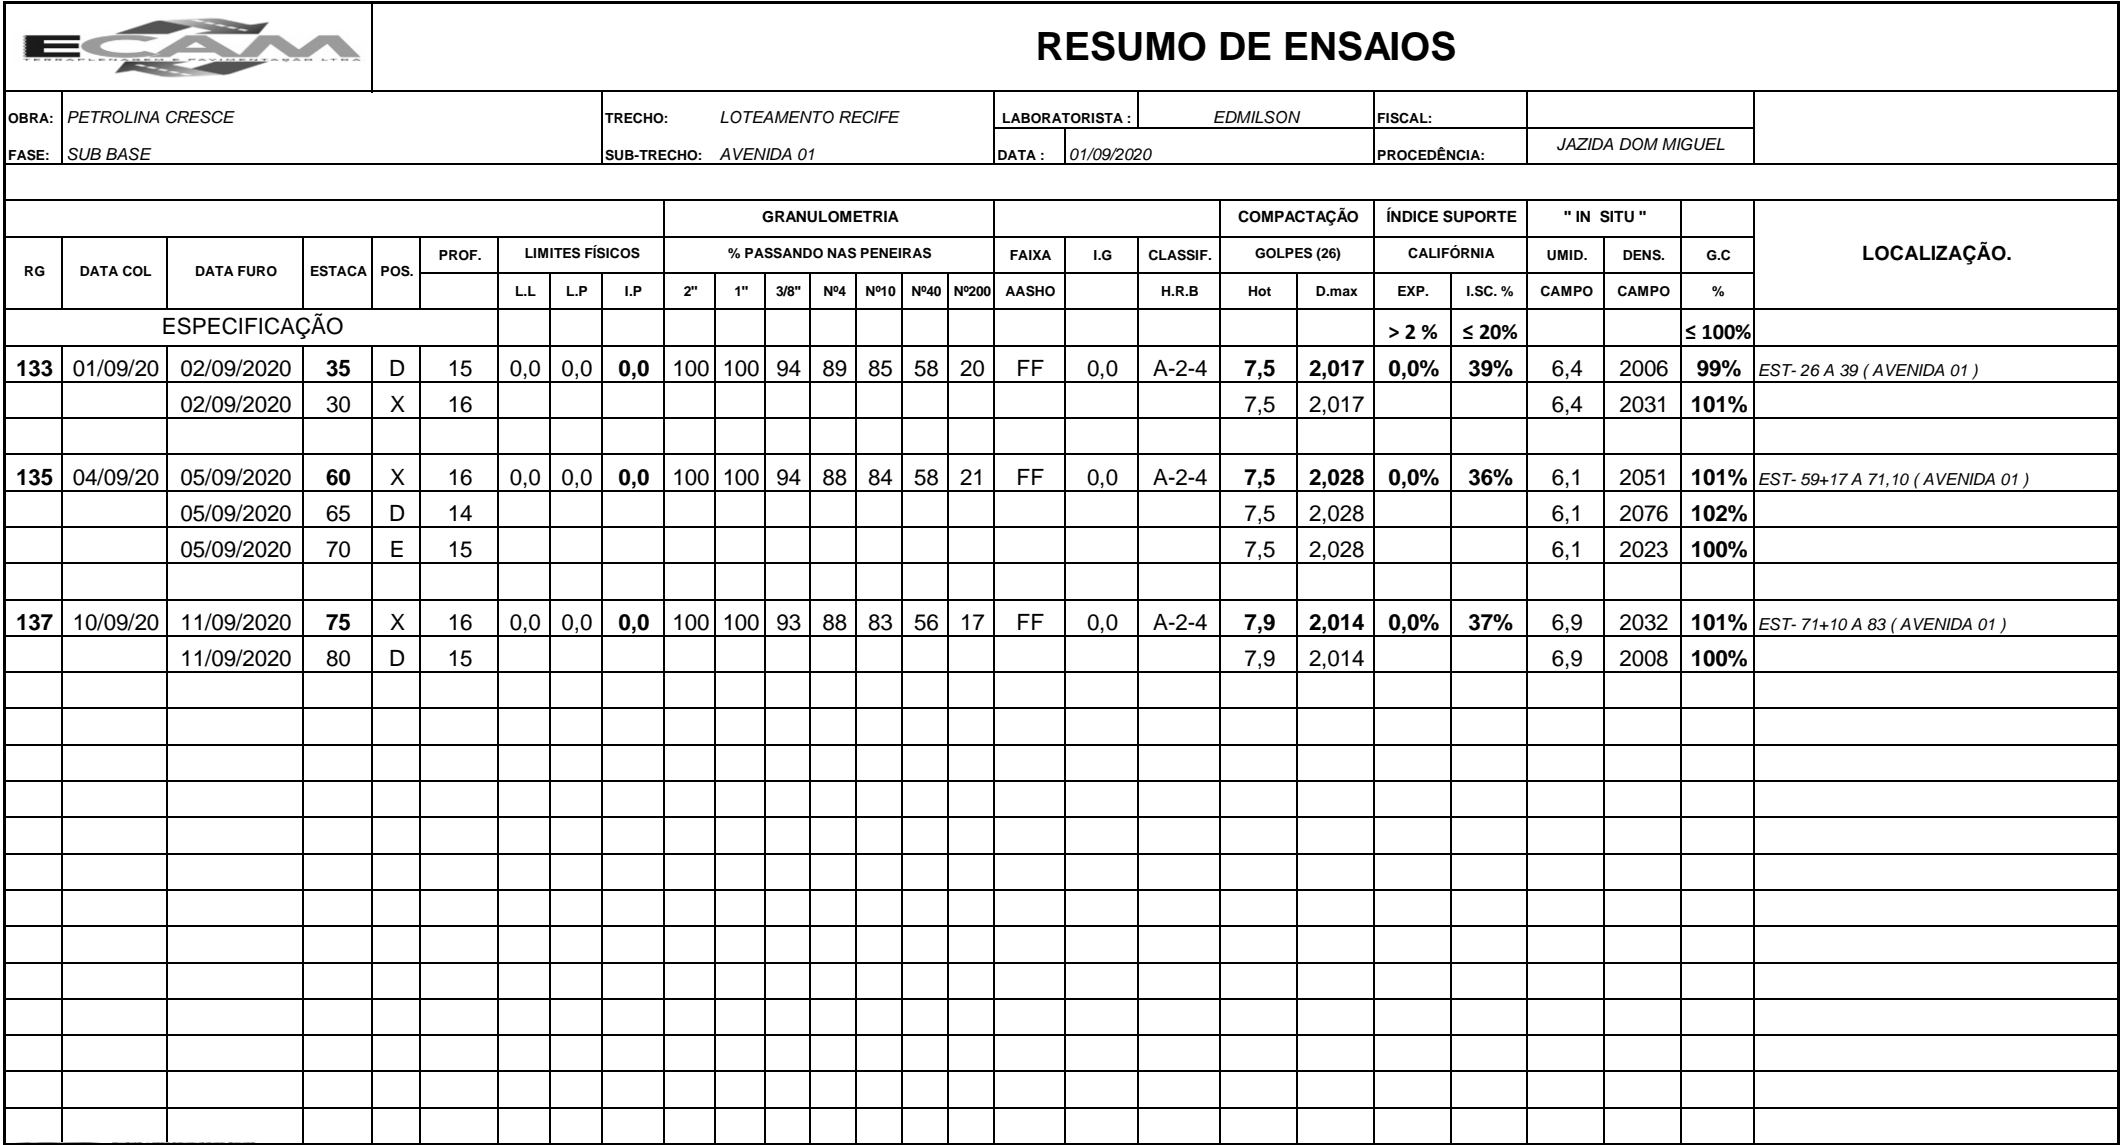 ECAM
TERRAPLENAGEM E PAVIMENTAÇÃO LTDA
RESUMO DE ENSAIOS
OBRA: PETROLINA CRESCE TRECHO: LOTEAMENTO RECIFE LABORATORISTA : EDMILSON FISCAL:
FASE: SUB BASE SUB-TRECHO: AVENIDA 01 DATA : 01/09/2020 PROCEDÊNCIA: JAZIDA DOM MIGUEL
GRANULOMETRIA COMPACTAÇÃO ÍNDICE SUPORTE " IN SITU "
RG DATA COL DATA FURO ESTACA POS. PROF. LIMITES FÍSICOS % PASSANDO NAS PENEIRAS FAIXA I.G CLASSIF. GOLPES (26) CALIFÓRNIA UMID. DENS. G.C LOCALIZAÇÃO.
L.L L.P I.P 2" 1" 3/8" Nº4 Nº10 Nº40 Nº200 AASHO H.R.B Hot D.max EXP. I.SC. % CAMPO CAMPO %
ESPECIFICAÇÃO > 2 % ≤ 20% ≤ 100%
133 01/09/20 02/09/2020 35 D 15 0,0 0,0 0,0 100 100 94 89 85 58 20 FF 0,0 A-2-4 7,5 2,017 0,0% 39% 6,4 2006 99% EST- 26 A 39 ( AVENIDA 01 )
02/09/2020 30 X 16 7,5 2,017 6,4 2031 101%
135 04/09/20 05/09/2020 60 X 16 0,0 0,0 0,0 100 100 94 88 84 58 21 FF 0,0 A-2-4 7,5 2,028 0,0% 36% 6,1 2051 101% EST- 59+17 A 71,10 ( AVENIDA 01 )
05/09/2020 65 D 14 7,5 2,028 6,1 2076 102%
05/09/2020 70 E 15 7,5 2,028 6,1 2023 100%
137 10/09/20 11/09/2020 75 X 16 0,0 0,0 0,0 100 100 93 88 83 56 17 FF 0,0 A-2-4 7,9 2,014 0,0% 37% 6,9 2032 101% EST- 71+10 A 83 ( AVENIDA 01 )
11/09/2020 80 D 15 7,9 2,014 6,9 2008 100%